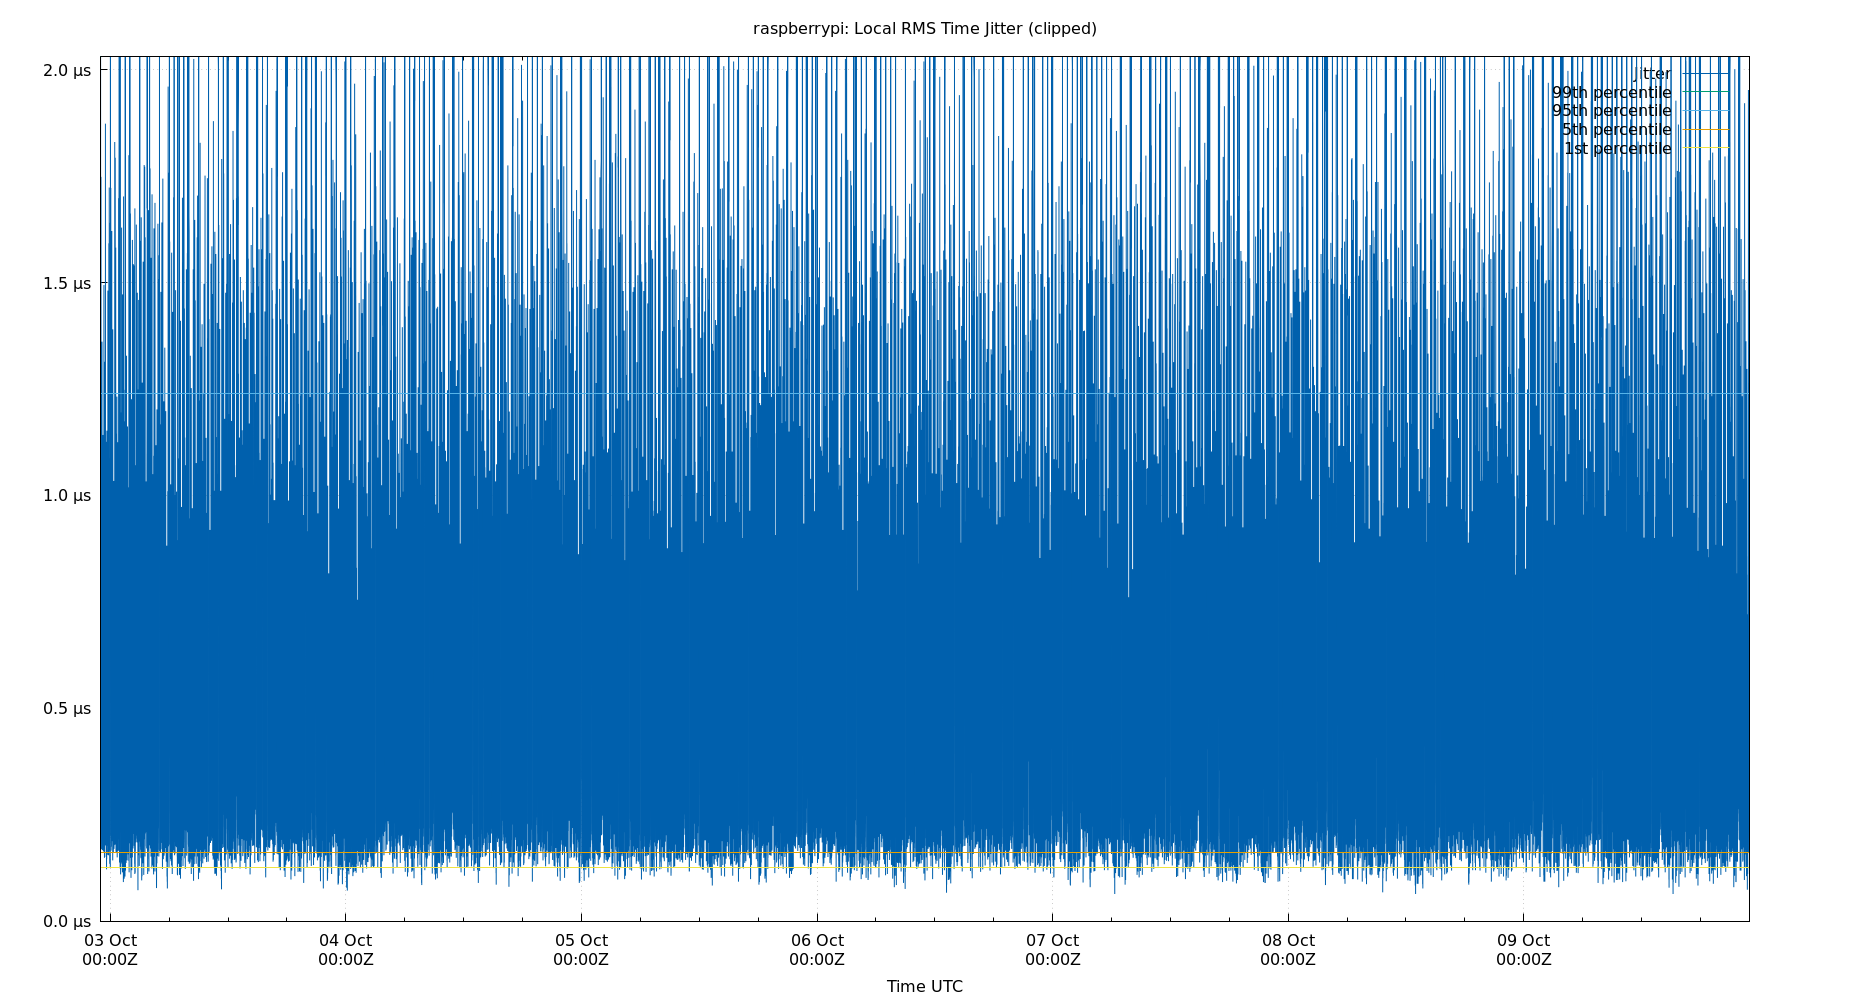 raspberrypi: Local RMS Time Jitter (clipped)
2.0 μs
1.5 μs
1.0 μs
0.5 μs
0.0 μs
Jitter
99th percentile
95th percentile
5th percentile
1st percentile
03 Oct
00:00Z
04 Oct
00:00Z
05 Oct
00:00Z
06 Oct
00:00Z
07 Oct
00:00Z
08 Oct
00:00Z
09 Oct
00:00Z
Time UTC